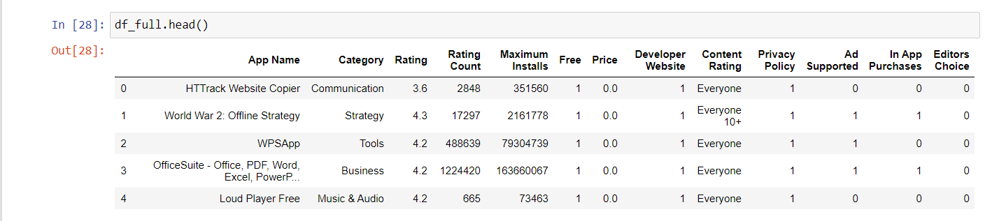 In [28]: df_full.head()
Out[28]:
App Name Category Rating Rating Count Maximum Installs Free Price Developer Website Content Rating Privacy Policy Ad Supported In App Purchases Editors Choice
0 HTTrack Website Copier Communication 3.6 2848 351560 1 0.0 1 Everyone 1 0 0 0
1 World War 2: Offline Strategy Strategy 4.3 17297 2161778 1 0.0 1 Everyone 10+ 1 1 1 0
2 WPSApp Tools 4.2 488639 79304739 1 0.0 1 Everyone 1 1 0 0
3 OfficeSuite - Office, PDF, Word, Excel, PowerP... Business 4.2 1224420 163660067 1 0.0 1 Everyone 1 1 1 0
4 Loud Player Free Music & Audio 4.2 665 73463 1 0.0 1 Everyone 1 0 0 0